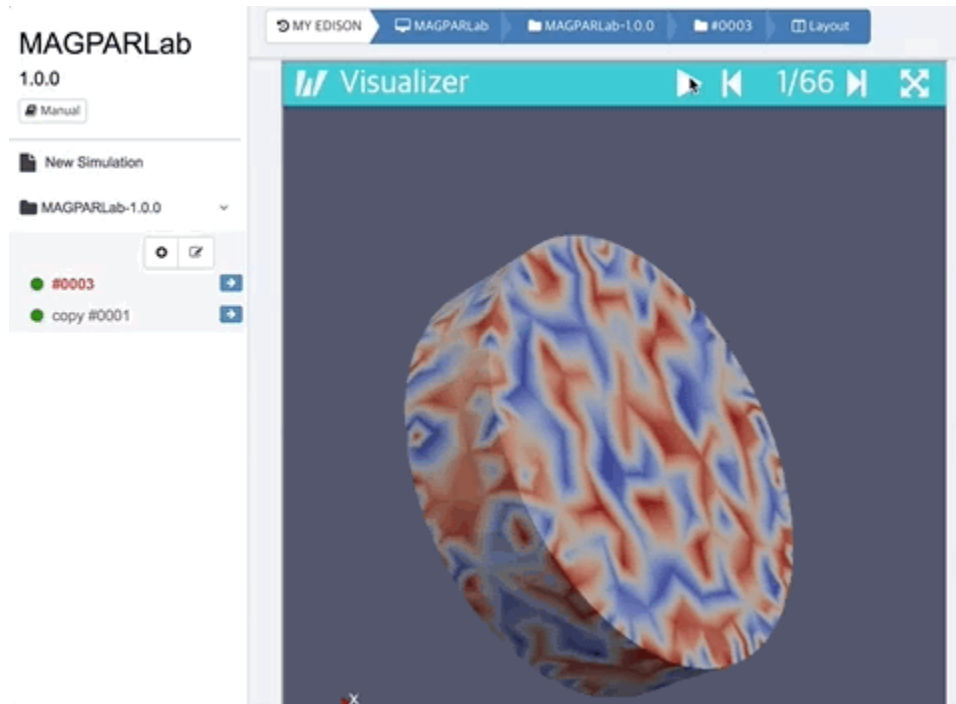 MAGPARLab
1.0.0
Manual
New Simulation
MAGPARLab-1.0.0
#0003
copy #0001
MY EDISON MAGPARLab MAGPARLab-1.0.0 #0003 Layout
Visualizer 1/66
X